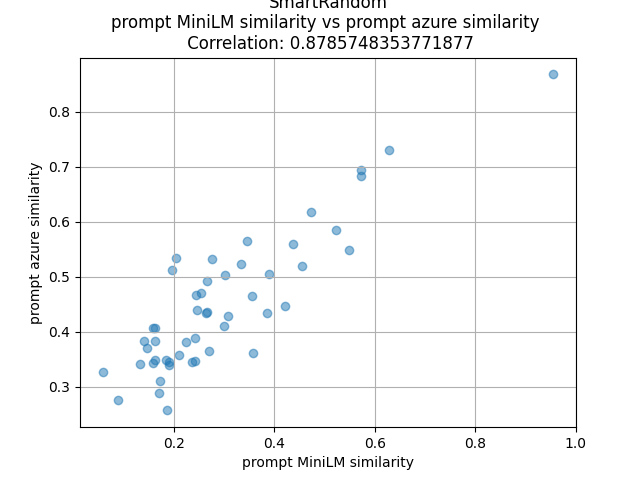 SmartRandom
prompt MiniLM similarity vs prompt azure similarity
Correlation: 0.8785748353771877
0.8
0.7
0.6
0.5
0.4
0.3
prompt azure similarity
0.2
0.4
0.6
0.8
1.0
prompt MiniLM similarity